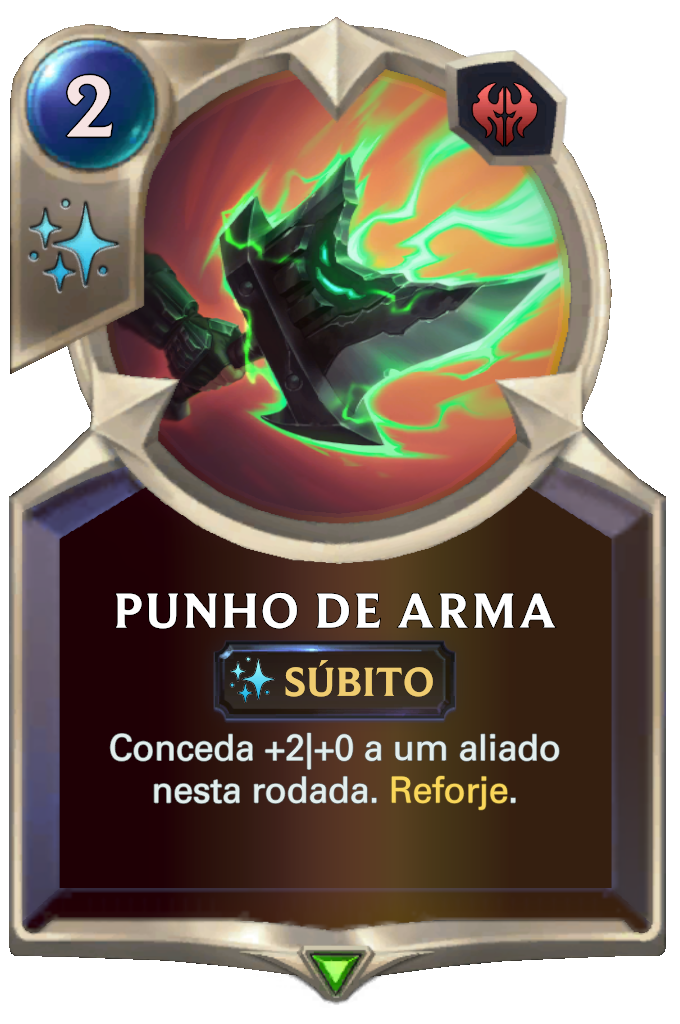 2
PUNHO DE ARMA
SÚBITO
Conceda +2|+0 a um aliado
nesta rodada. Reforje.